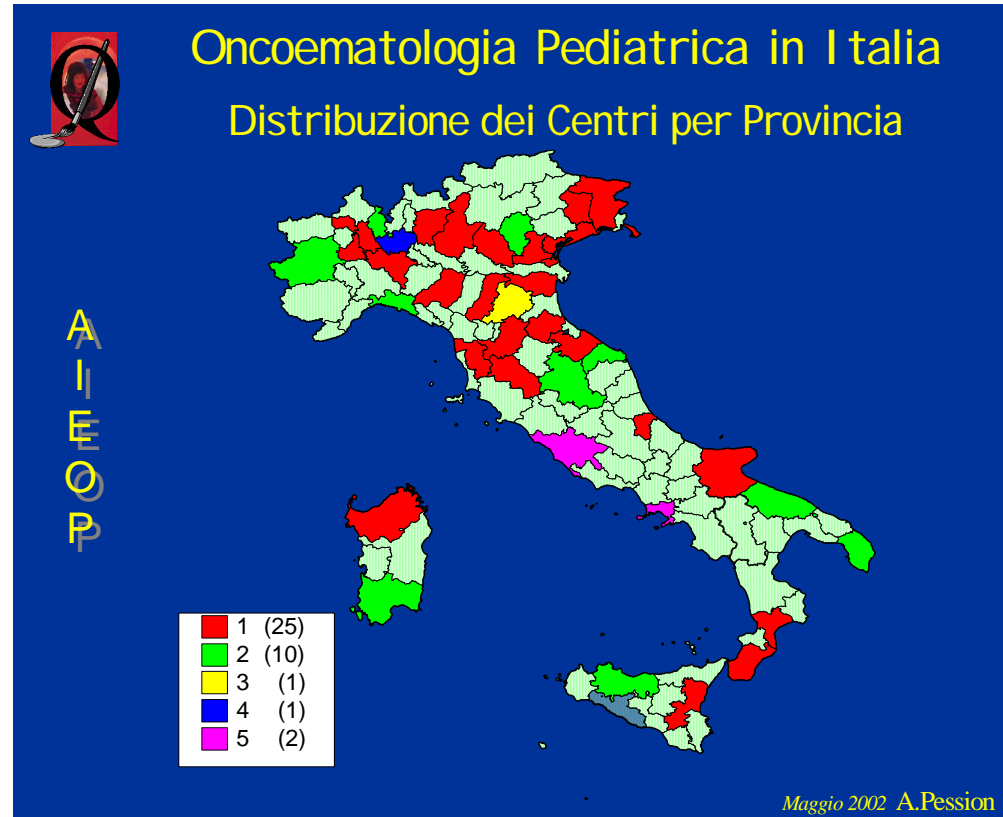 Oncoematologia Pediatrica in Italia
Distribuzione dei Centri per Provincia
Q
A
I
E
O
P
1 (25)
2 (10)
3 (1)
4 (1)
5 (2)
Maggio 2002 A.Pession